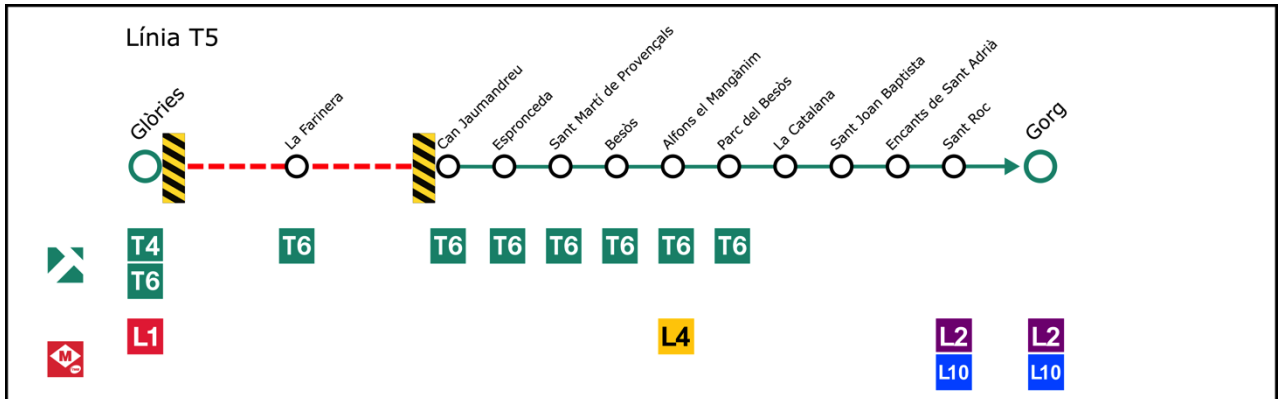 Línia T5
Glòries
La Farinera
Can Jaumandreu
Espronceda
Sant Martí de Provençals
Besòs
Alfons el Mangànim
Parc del Besòs
La Catalana
Sant Joan Baptista
Encants de Sant Adrià
Sant Roc
Gorg
T4 T6 T6 T6 T6 T6 T6 T6
T6
M
L1 L4 L2 L2
L10 L10